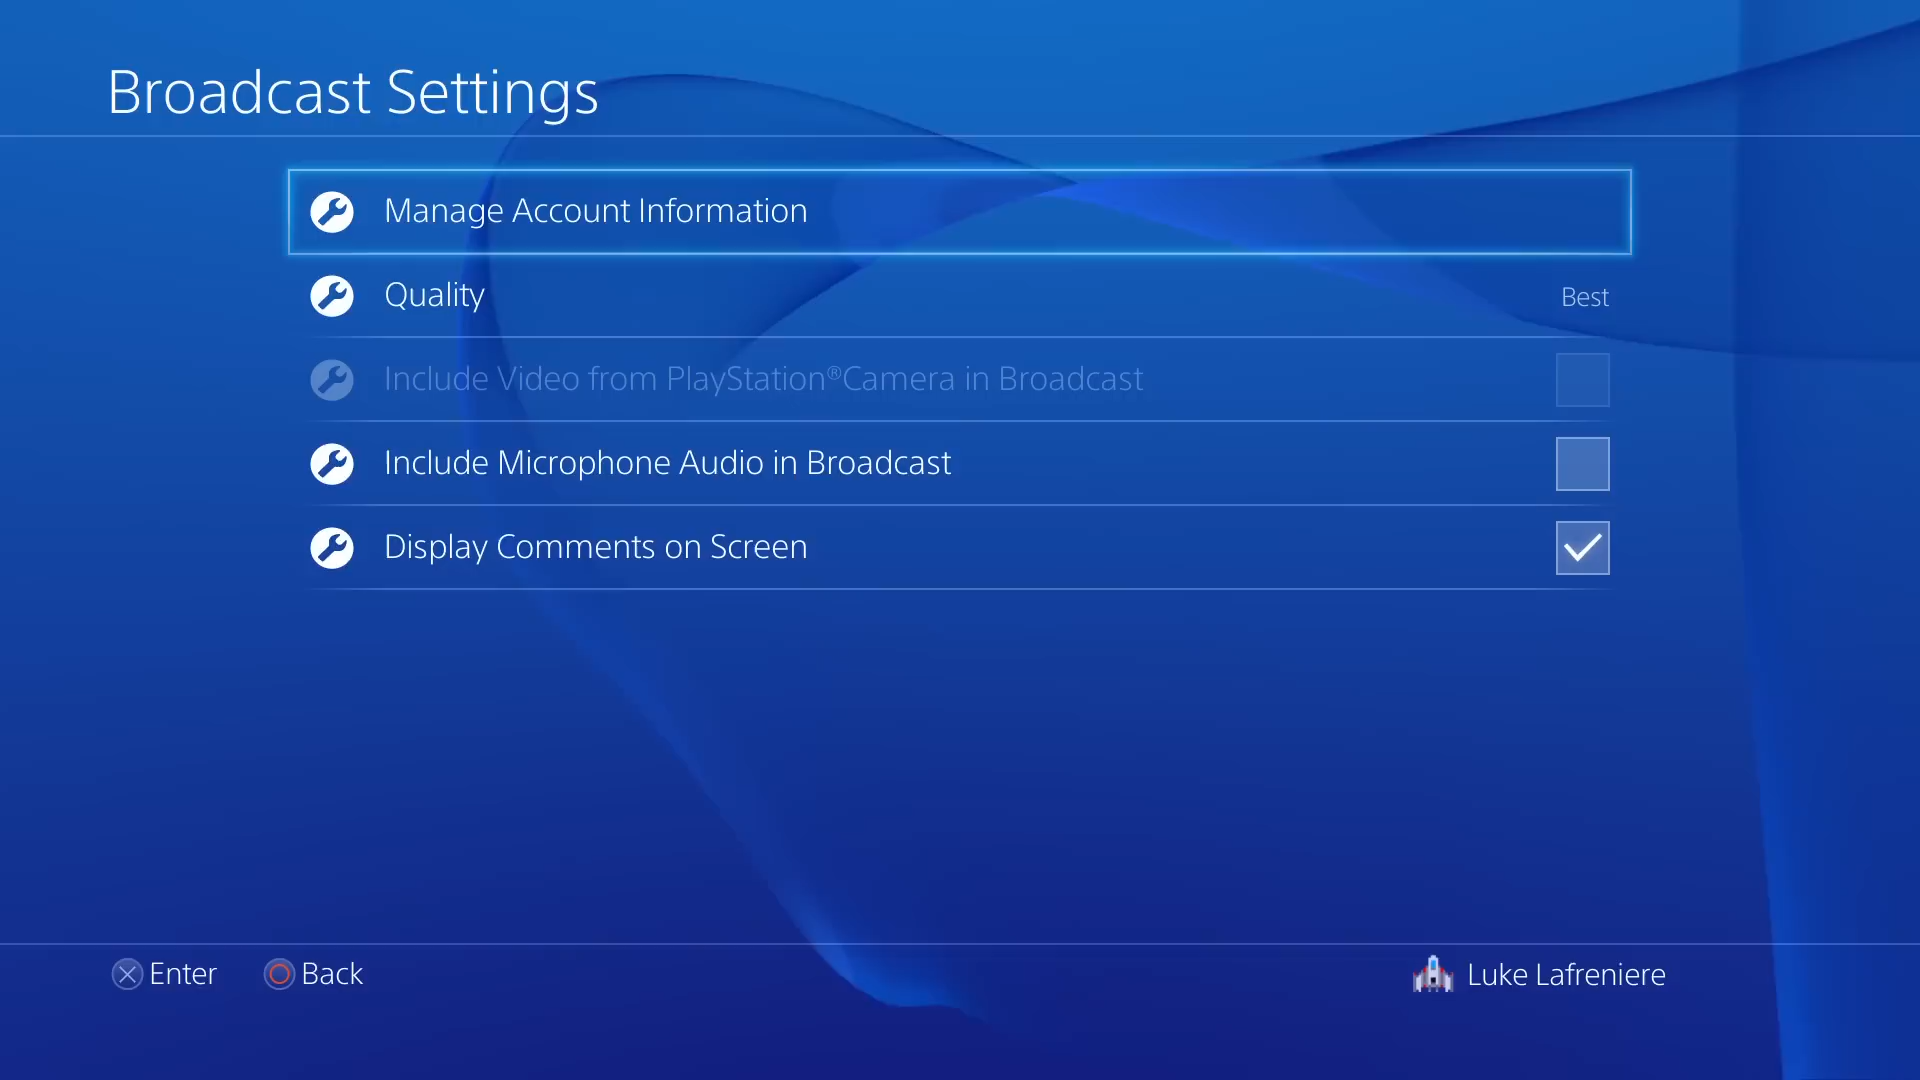 Broadcast Settings
Manage Account Information
Quality Best
Include Video from PlayStation®Camera in Broadcast
Include Microphone Audio in Broadcast
Display Comments on Screen
Enter Back Luke Lafreniere